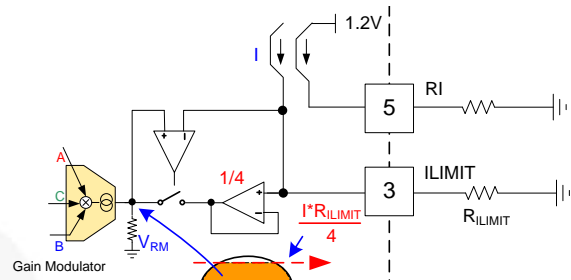 1.2V
I
5
RI
+
-
A
C
B
1/4
+
-
3
ILIMIT
RILIMIT
I*RILIMIT
4
VRM
Gain Modulator